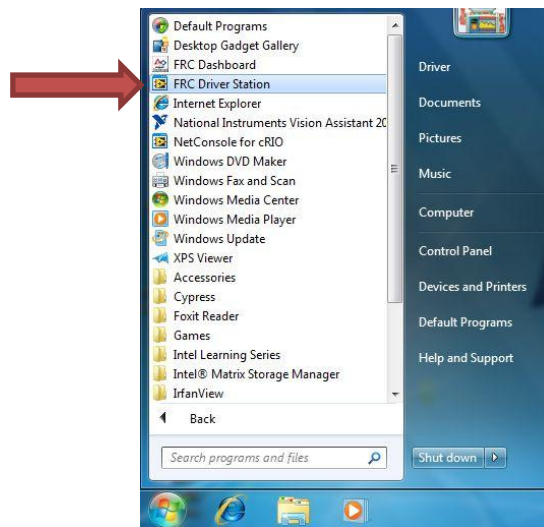 Default Programs
Desktop Gadget Gallery
FRC Dashboard
FRC Driver Station
Internet Explorer
National Instruments Vision Assistant 20
NetConsole for cRIO
Windows DVD Maker
Windows Fax and Scan
Windows Media Center
Windows Media Player
Windows Update
XPS Viewer
Accessories
Cypress
Foxit Reader
Games
Intel Learning Series
Intel® Matrix Storage Manager
IrfanView
Back
Search programs and files
Driver
Documents
Pictures
Music
Computer
Control Panel
Devices and Printers
Default Programs
Help and Support
Shut down